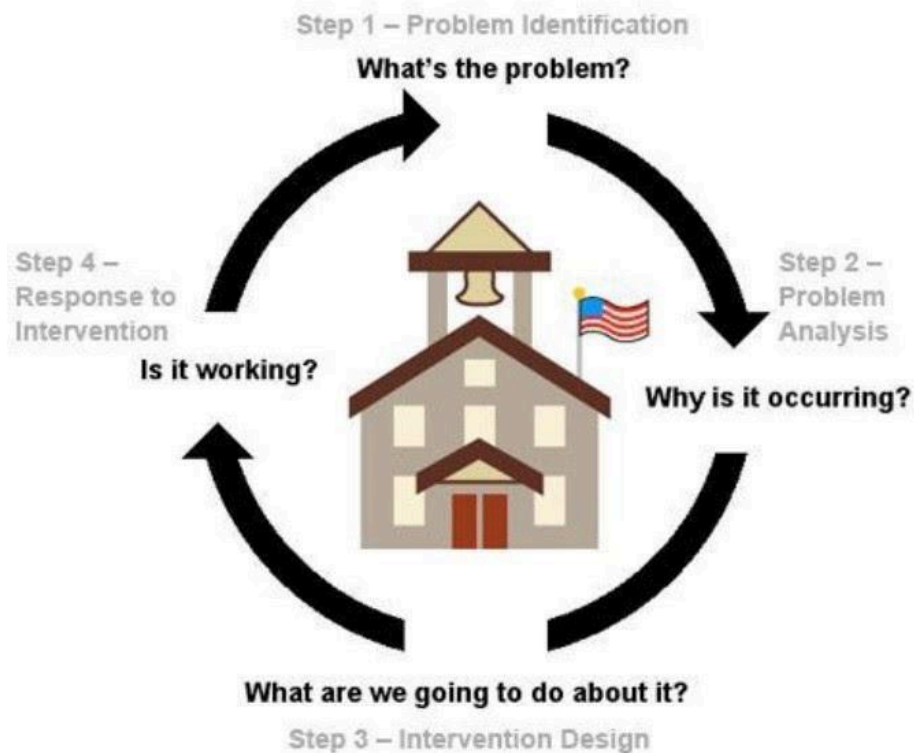 Step 1 – Problem Identification
What's the problem?
Step 2 –
Problem
Analysis
Why is it occurring?
What are we going to do about it?
Step 3 – Intervention Design
Step 4 –
Response to
Intervention
Is it working?